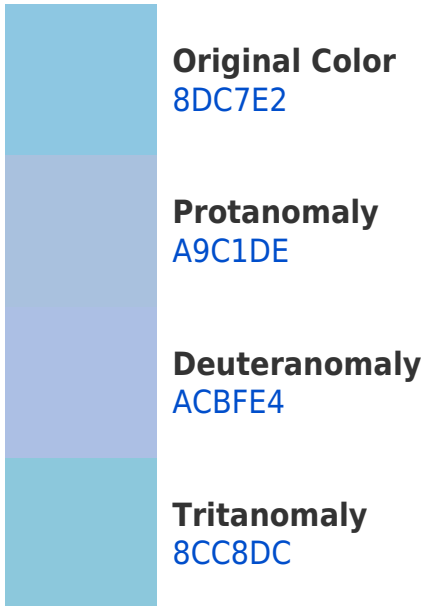 Original Color
8DC7E2
Protanomaly
A9C1DE
Deuteranomaly
ACBFE4
Tritanomaly
8CC8DC